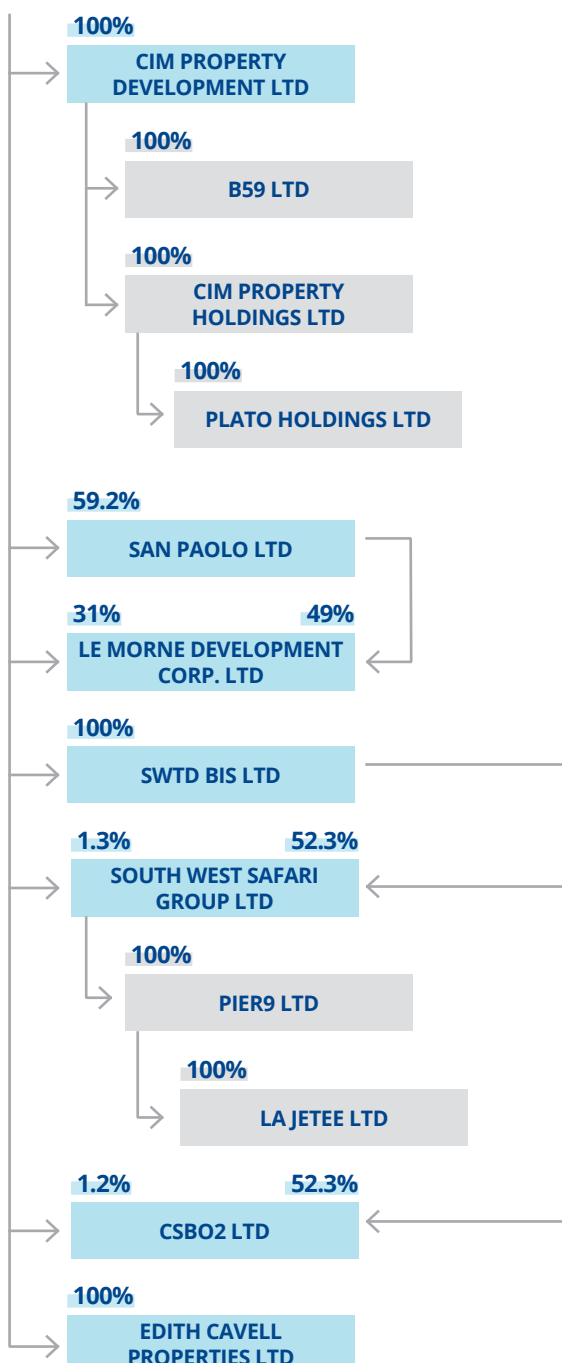 100%
CIM PROPERTY
DEVELOPMENT LTD
100%
B59 LTD
100%
CIM PROPERTY
HOLDINGS LTD
100%
PLATO HOLDINGS LTD
59.2%
SAN PAOLO LTD
31% 49%
LE MORNE DEVELOPMENT
CORP. LTD
100%
SWTD BIS LTD
1.3% 52.3%
SOUTH WEST SAFARI
GROUP LTD
100%
PIER9 LTD
100%
LA JETEE LTD
1.2% 52.3%
CSBO2 LTD
100%
EDITH CAVELL
PROPERTIES LTD